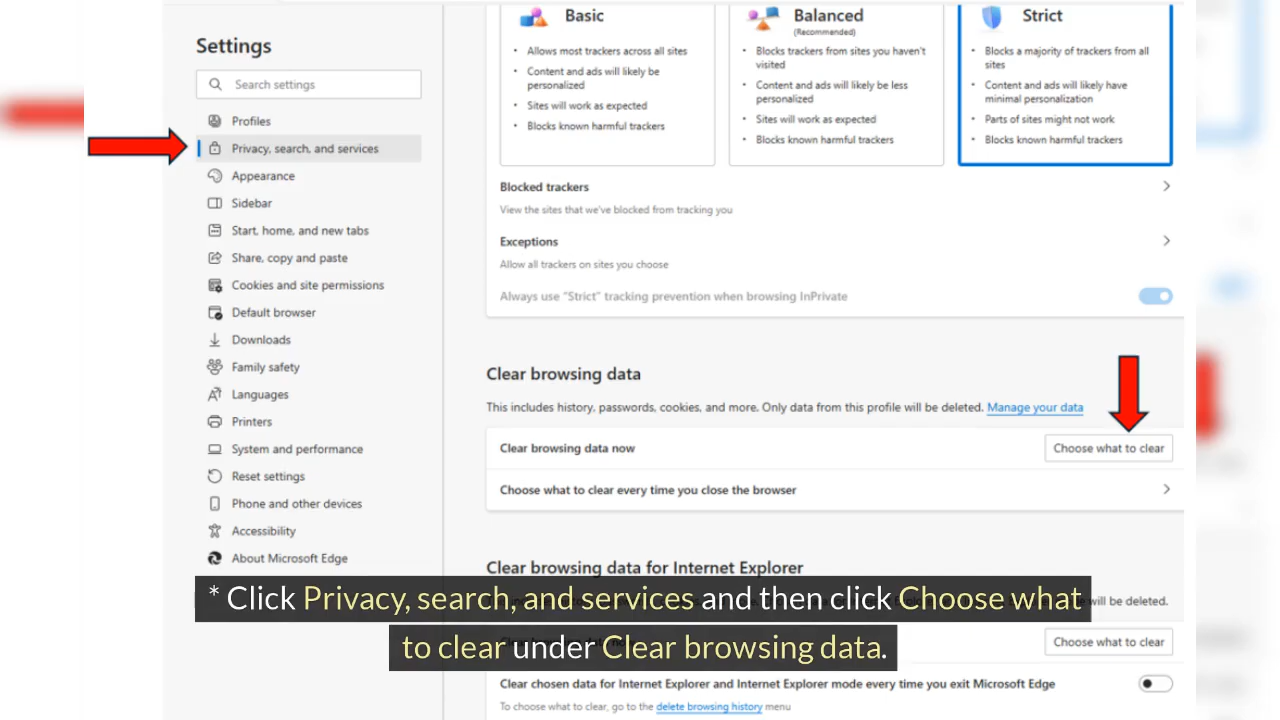 Settings
Search settings
Profiles
Privacy, search, and services
Appearance
Sidebar
Start, home, and new tabs
Share, copy and paste
Cookies and site permissions
Default browser
Downloads
Family safety
Languages
Printers
System and performance
Reset settings
Phone and other devices
Accessibility
About Microsoft Edge
Basic
• Allows most trackers across all sites
• Content and ads will likely be
personalized
• Sites will work as expected
• Blocks known harmful trackers
Balanced
(Recommended)
• Blocks trackers from sites you haven't
visited
• Content and ads will likely be less
personalized
• Sites will work as expected
• Blocks known harmful trackers
Strict
• Blocks a majority of trackers from all
sites
• Content and ads will likely have
minimal personalization
• Parts of sites might not work
• Blocks known harmful trackers
Blocked trackers
View the sites that we've blocked from tracking you
Exceptions
Allow all trackers on sites you choose
Always use "Strict" tracking prevention when browsing InPrivate
Clear browsing data
This includes history, passwords, cookies, and more. Only data from this profile will be deleted. Manage your data
Clear browsing data now
Choose what to clear
Choose what to clear every time you close the browser
Clear browsing data for Internet Explorer
will be deleted.
Choose what to clear
Clear chosen data for Internet Explorer and Internet Explorer mode every time you exit Microsoft Edge
To choose what to clear, go to the delete browsing history menu
* Click Privacy, search, and services and then click Choose what
to clear under Clear browsing data.